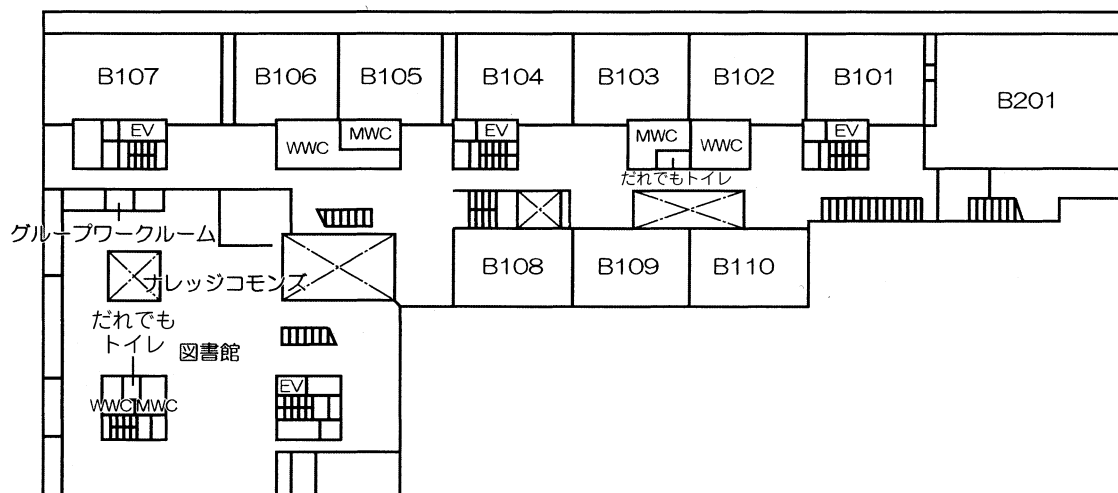 B107
B106
B105
B104
B103
B102
B101
B201
EV
WWC
MWC
EV
MWC
WWC
EV
だれでもトイレ
グループワークルーム
ナレッジコモンズ
B108
B109
B110
だれでも
トイレ
図書館
WWC
MWC
EV